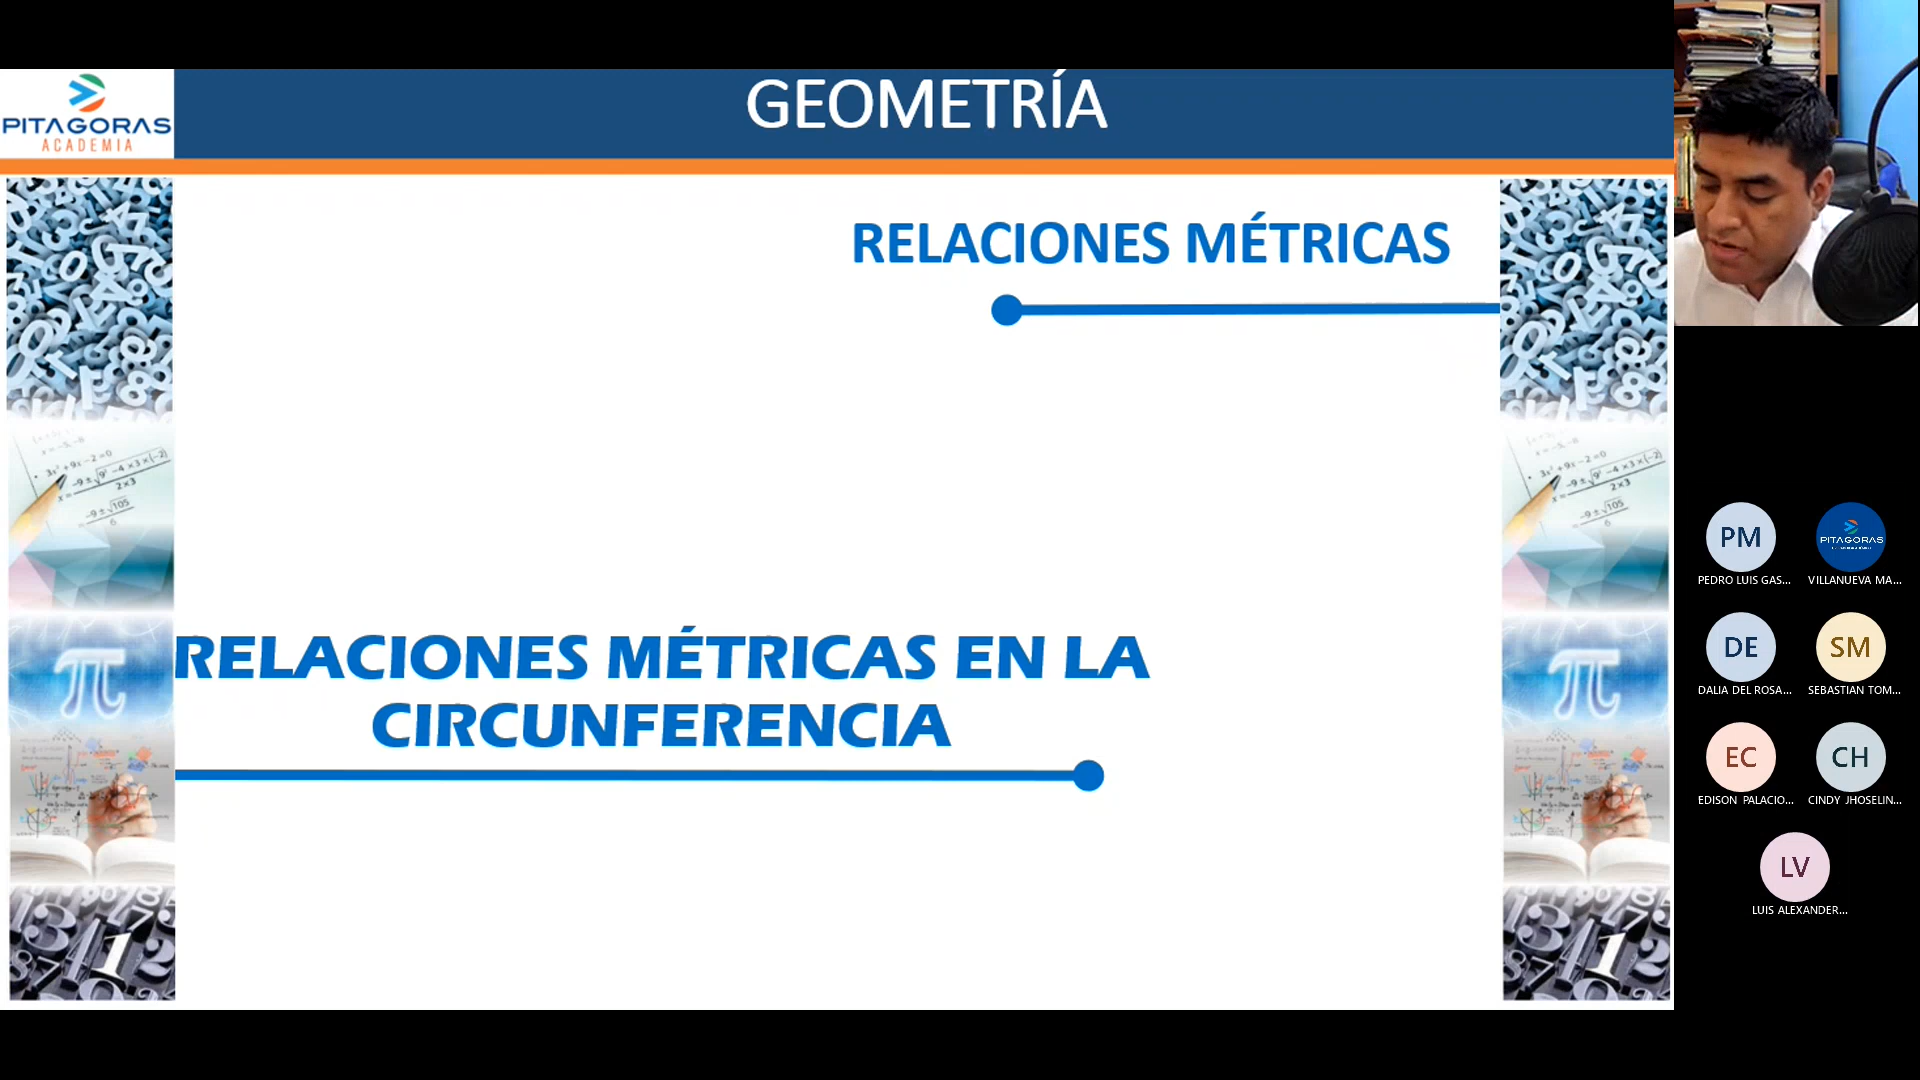 GEOMETRÍA
PITAGORAS
ACADEMIA
RELACIONES MÉTRICAS
RELACIONES MÉTRICAS EN LA
CIRCUNFERENCIA
PM
PEDRO LUIS GAS...
PITAGORAS
VILLANUEVA MA...
DE
DALIA DEL ROSA...
SM
SEBASTIAN TOM...
EC
EDISON PALACIO...
CH
CINDY JHOSELIN...
LV
LUIS ALEXANDER...